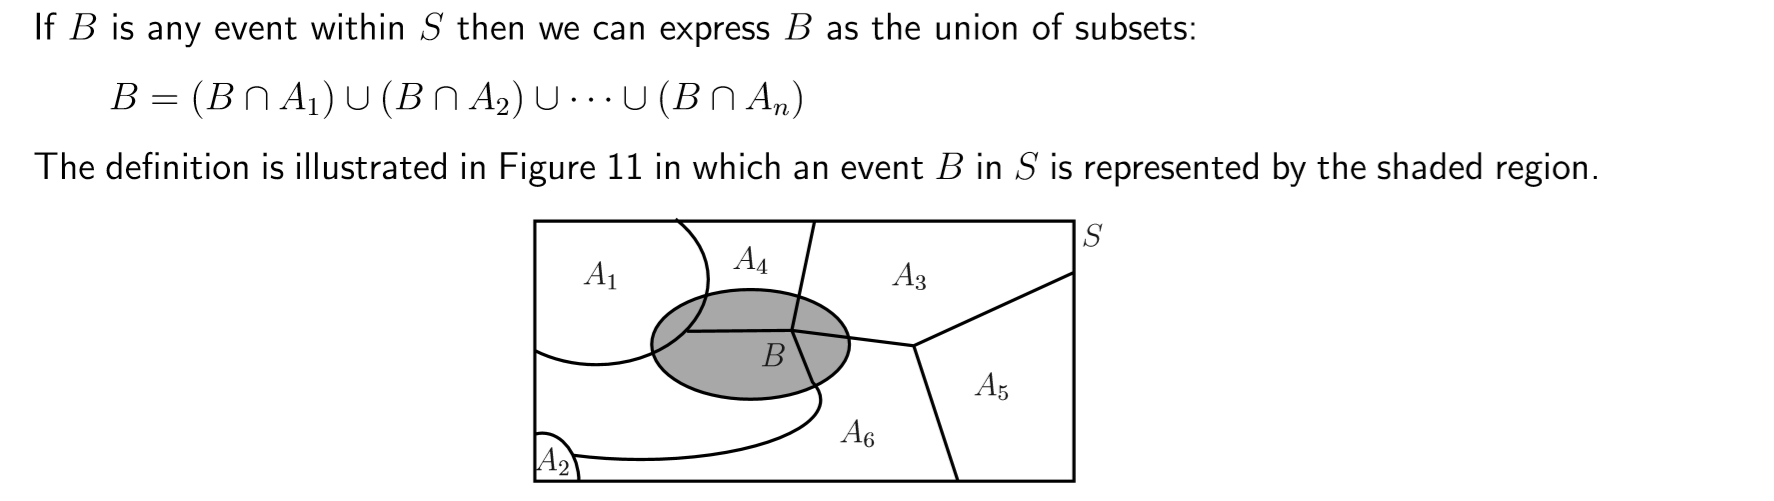 If B is any event within S then we can express B as the union of subsets:
B = (B ∩ A₁) ∪ (B ∩ A₂) ∪ ⋯ ∪ (B ∩ Aₙ)
The definition is illustrated in Figure 11 in which an event B in S is represented by the shaded region.
S
A₄
A₁
A₃
B
A₅
A₆
A₂